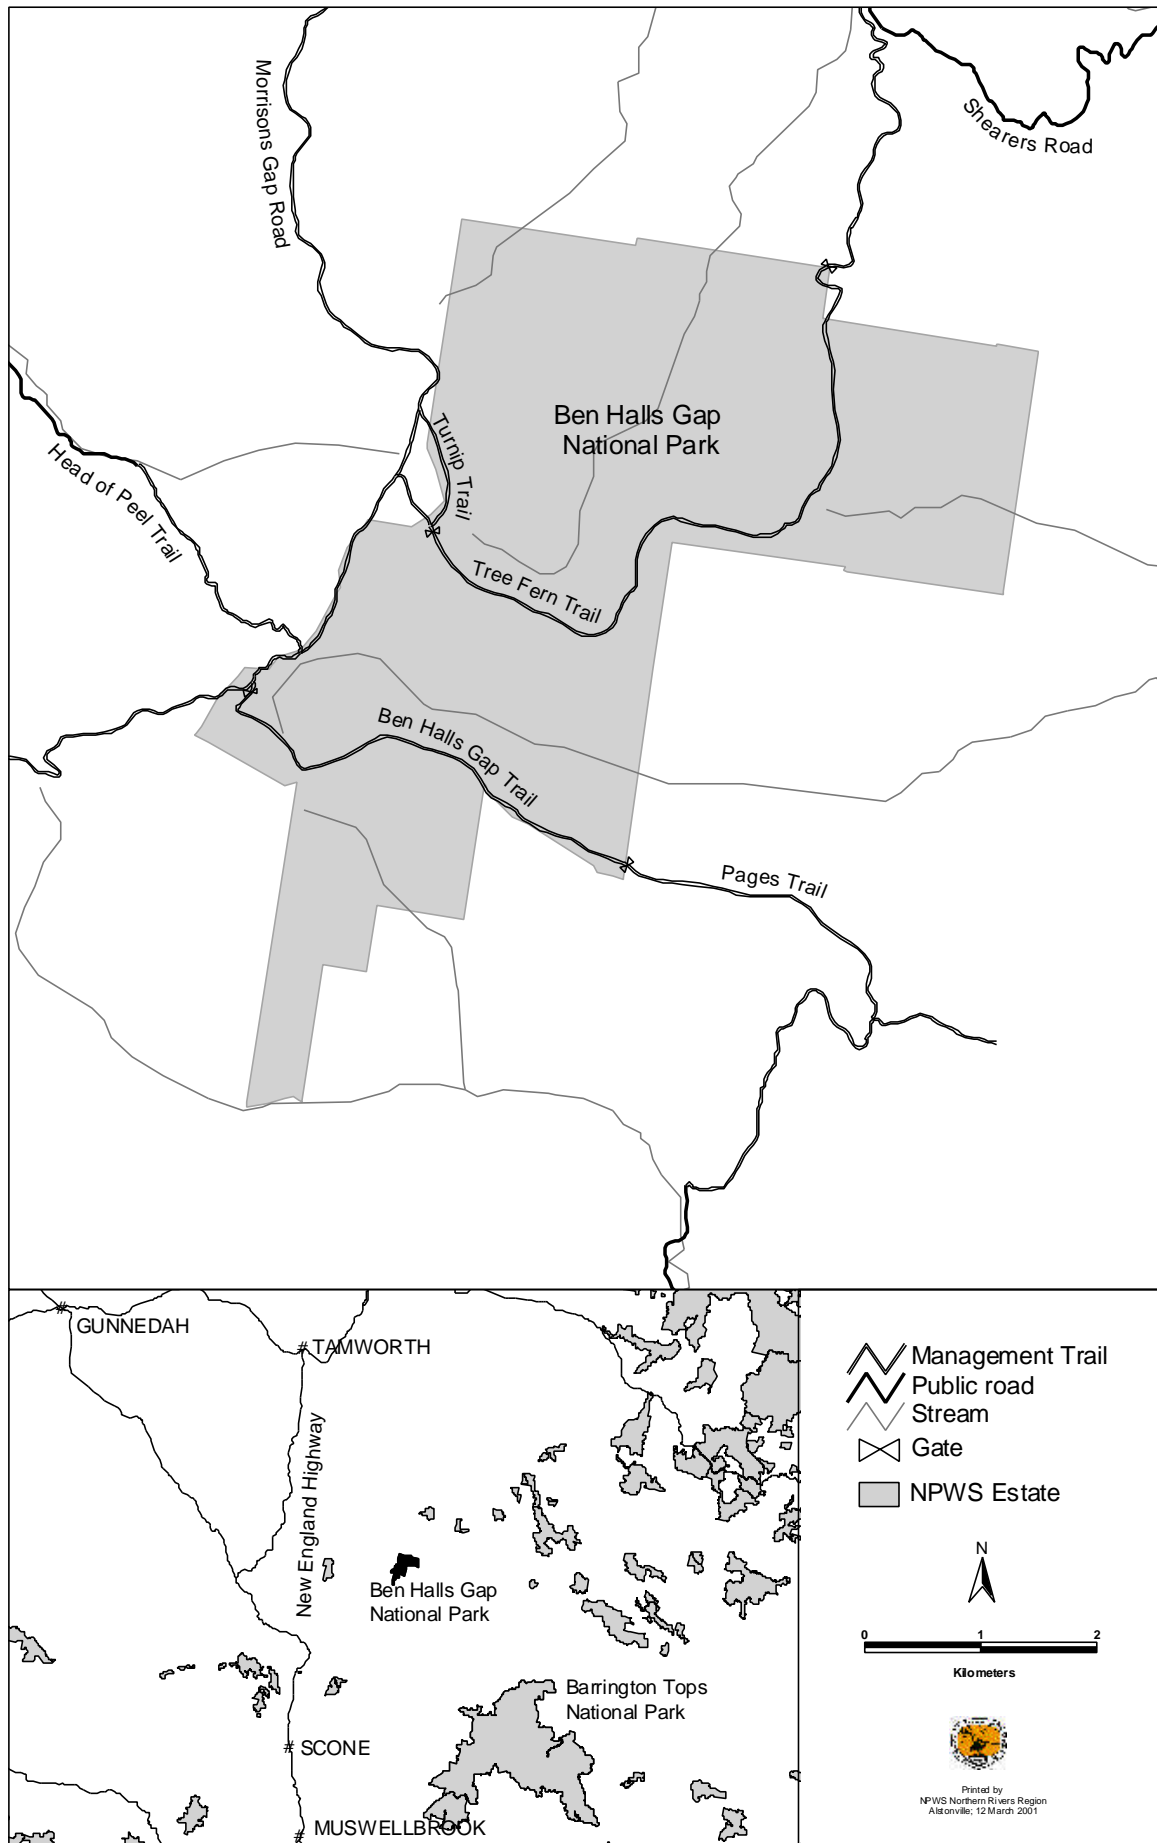 Morrisons Gap Road
Shearers Road
Ben Halls Gap
National Park
Turnip Trail
Head of Peel Trail
Tree Fern Trail
Ben Halls Gap Trail
Pages Trail
GUNNEDAH
TAMWORTH
New England Highway
Ben Halls Gap
National Park
Barrington Tops
National Park
SCONE
MUSWELLBROOK
Management Trail
Public road
Stream
Gate
NPWS Estate
N
0 1 2
Kilometers
Printed by
NPWS Northern Rivers Region
Alstonville; 12 March 2001